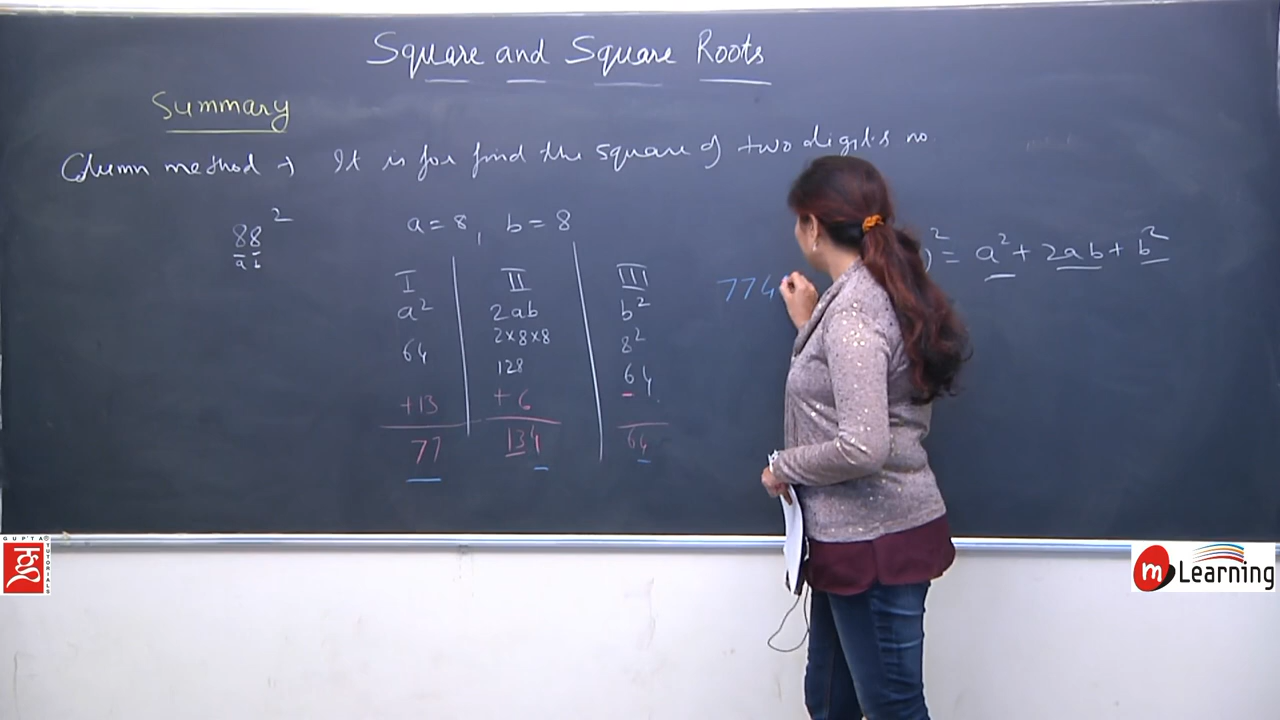 Square and Square Roots
Summary
Column method → It is for find the square of two digits no.
88²
a b
a = 8, b = 8
I II III
a² 2ab b²
2×8×8 8²
64 128 64
+13 +6
77 134 64
774
)² = a² + 2ab + b²
GUPTA TUTORIALS
m Learning